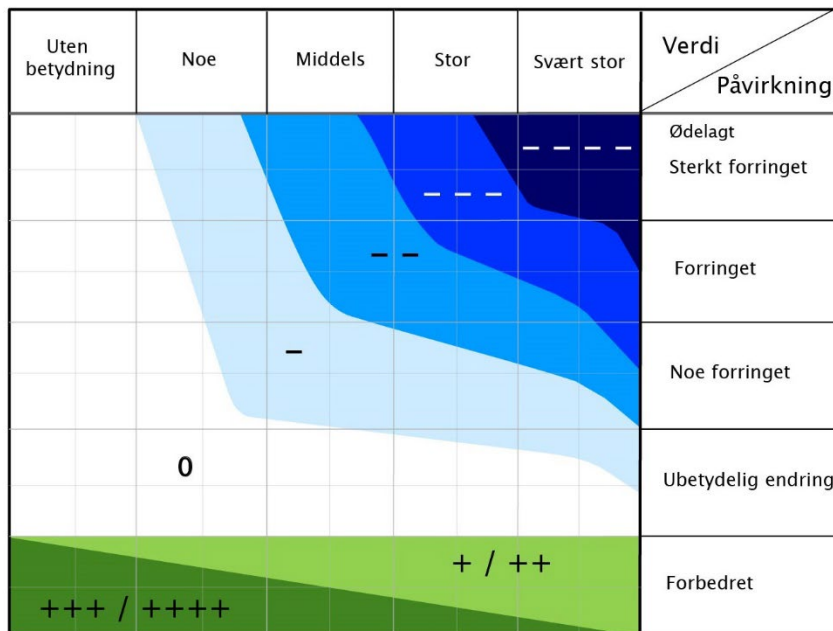 Uten
betydning
Noe
Middels
Stor
Svært stor
Verdi
Påvirkning
Ødelagt
– – – –
Sterkt forringet
– – –
– –
Forringet
–
Noe forringet
0
Ubetydelig endring
+ / ++
Forbedret
+++ / ++++